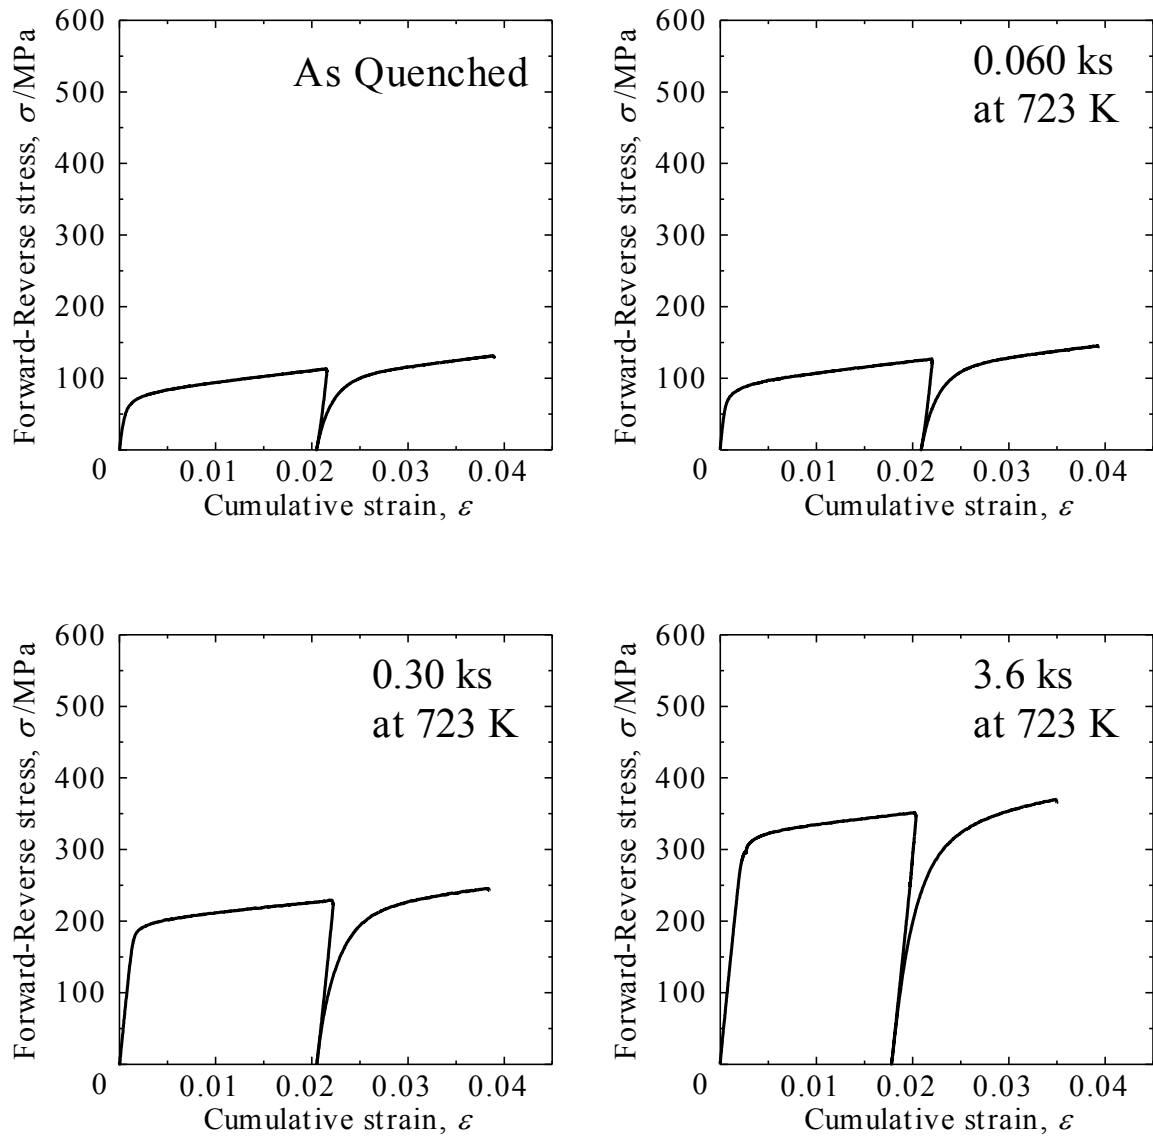 600
500
400
300
200
100
0
0.01
0.02
0.03
0.04
Forward-Reverse stress, σ/MPa
Cumulative strain, ε
As Quenched
600
500
400
300
200
100
0
0.01
0.02
0.03
0.04
Forward-Reverse stress, σ/MPa
Cumulative strain, ε
0.060 ks
at 723 K
600
500
400
300
200
100
0
0.01
0.02
0.03
0.04
Forward-Reverse stress, σ/MPa
Cumulative strain, ε
0.30 ks
at 723 K
600
500
400
300
200
100
0
0.01
0.02
0.03
0.04
Forward-Reverse stress, σ/MPa
Cumulative strain, ε
3.6 ks
at 723 K